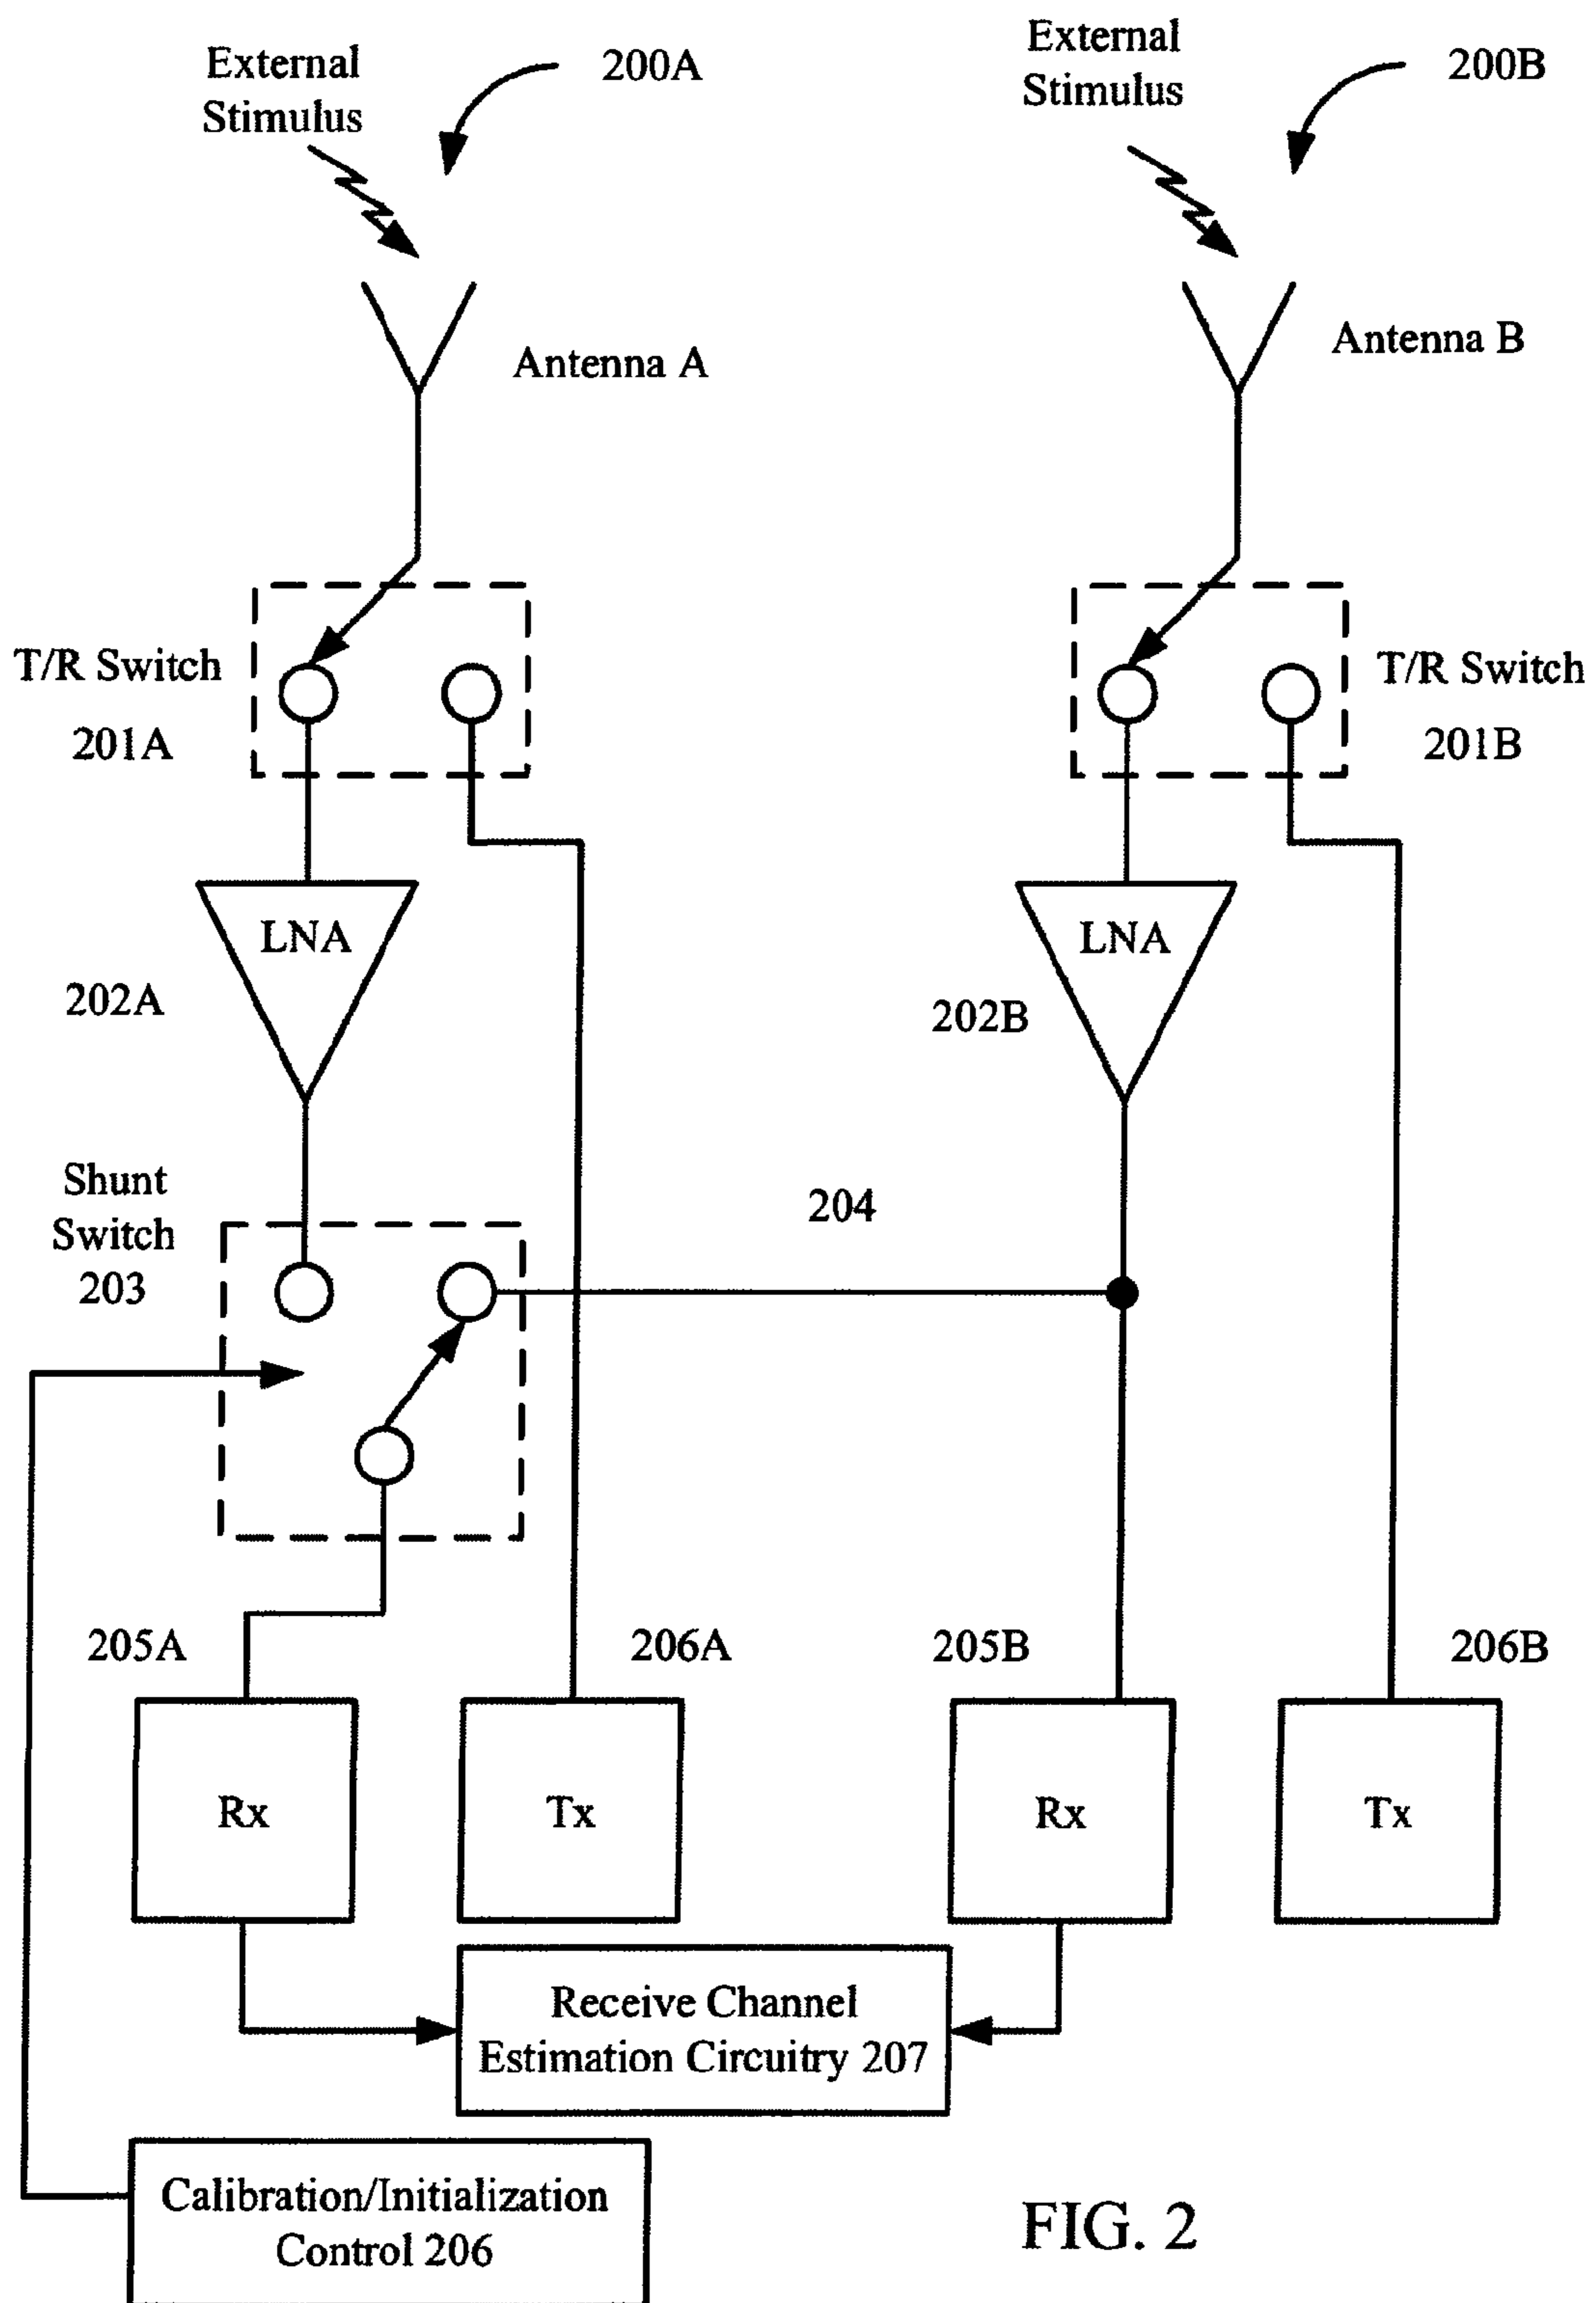 External
Stimulus
200A
External
Stimulus
200B
Antenna A
Antenna B
T/R Switch
201A
T/R Switch
201B
LNA
202A
LNA
202B
Shunt
Switch
203
204
205A
206A
205B
206B
Rx
Tx
Rx
Tx
Receive Channel
Estimation Circuitry 207
Calibration/Initialization
Control 206
FIG. 2